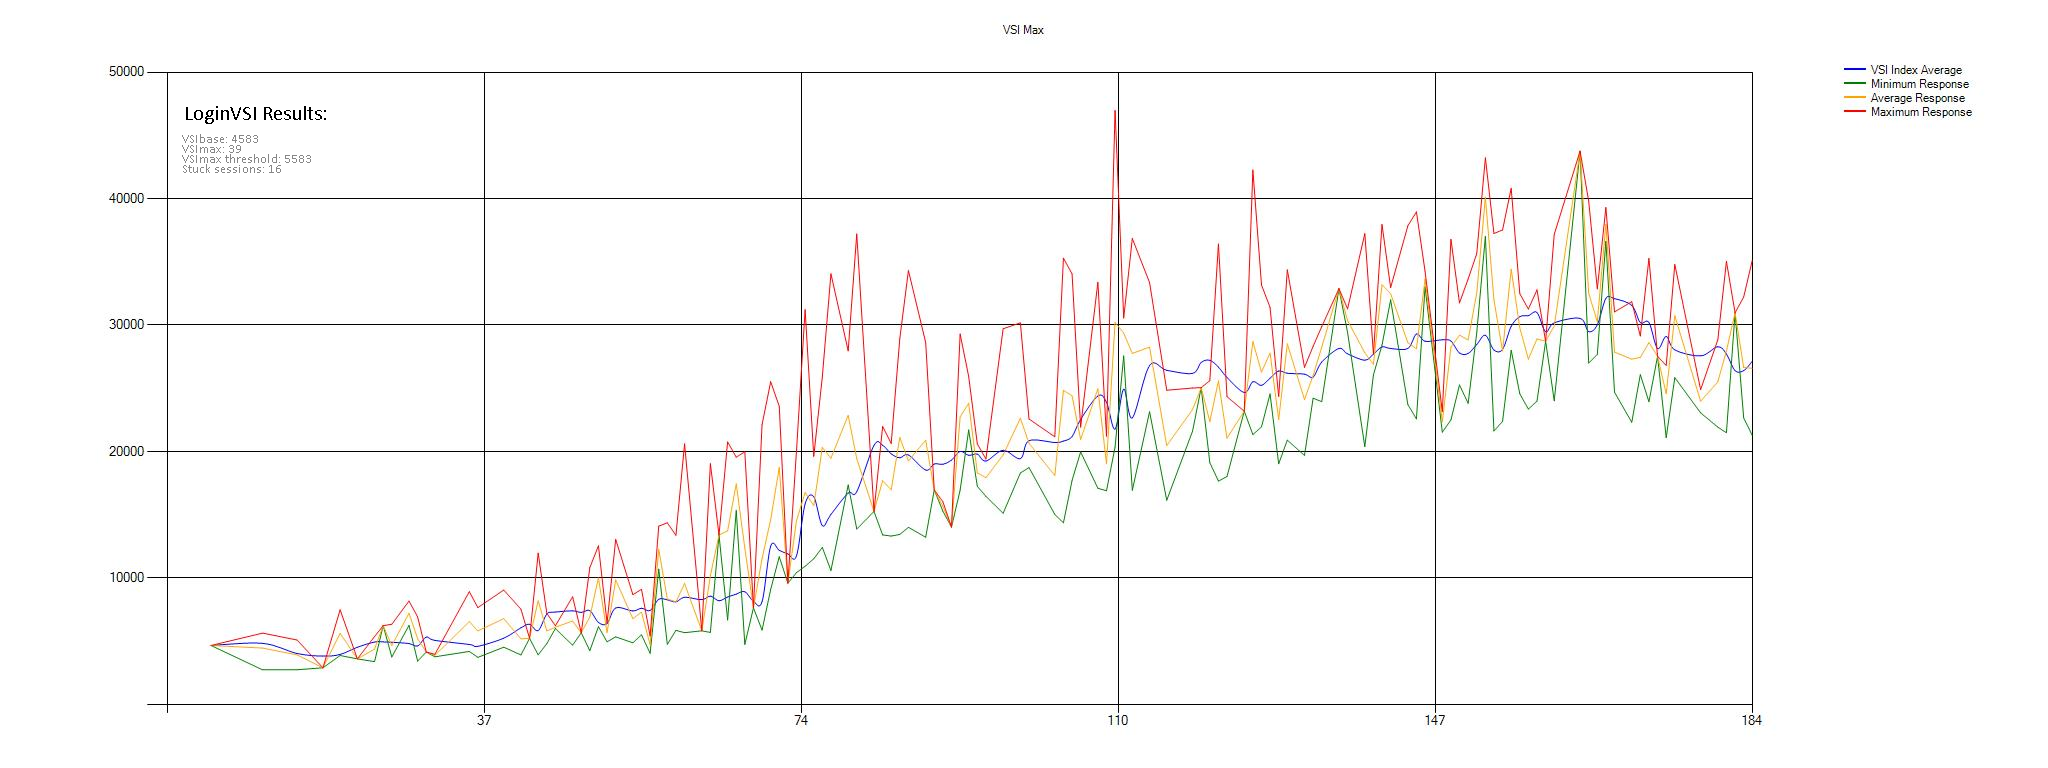 VSI Max
50000
40000
30000
20000
10000
LoginVSI Results:
VSIbase: 4583
VSImax: 39
VSImax threshold: 5583
Stuck sessions: 16
VSI Index Average
Minimum Response
Average Response
Maximum Response
37 74 110 147 184